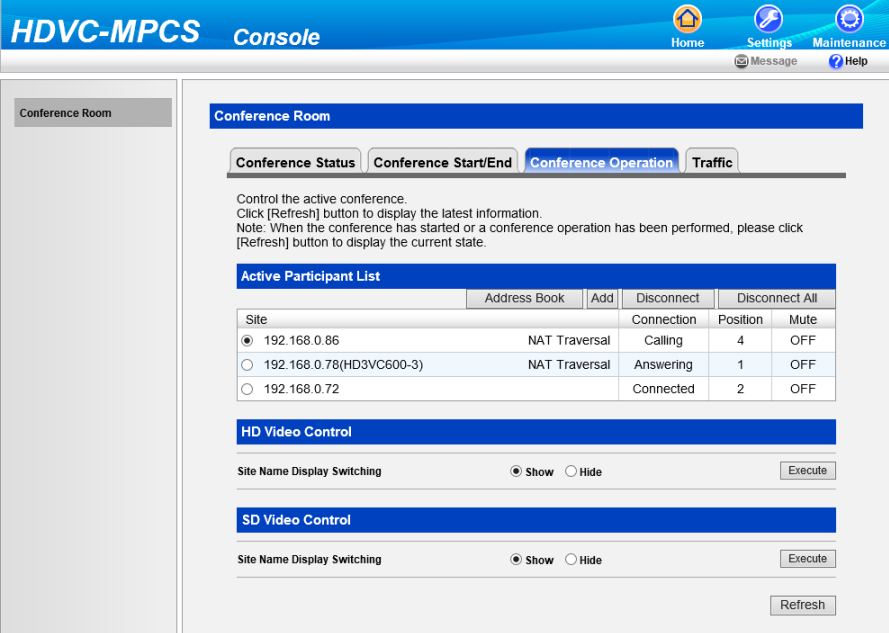 HDVC-MPCS Console
Home Settings Maintenance
Message Help
Conference Room
Conference Room
Conference Status Conference Start/End Conference Operation Traffic
Control the active conference.
Click [Refresh] button to display the latest information.
Note: When the conference has started or a conference operation has been performed, please click
[Refresh] button to display the current state.
Active Participant List
Address Book Add Disconnect Disconnect All
Site Connection Position Mute
192.168.0.86 NAT Traversal Calling 4 OFF
192.168.0.78(HD3VC600-3) NAT Traversal Answering 1 OFF
192.168.0.72 Connected 2 OFF
HD Video Control
Site Name Display Switching Show Hide Execute
SD Video Control
Site Name Display Switching Show Hide Execute
Refresh